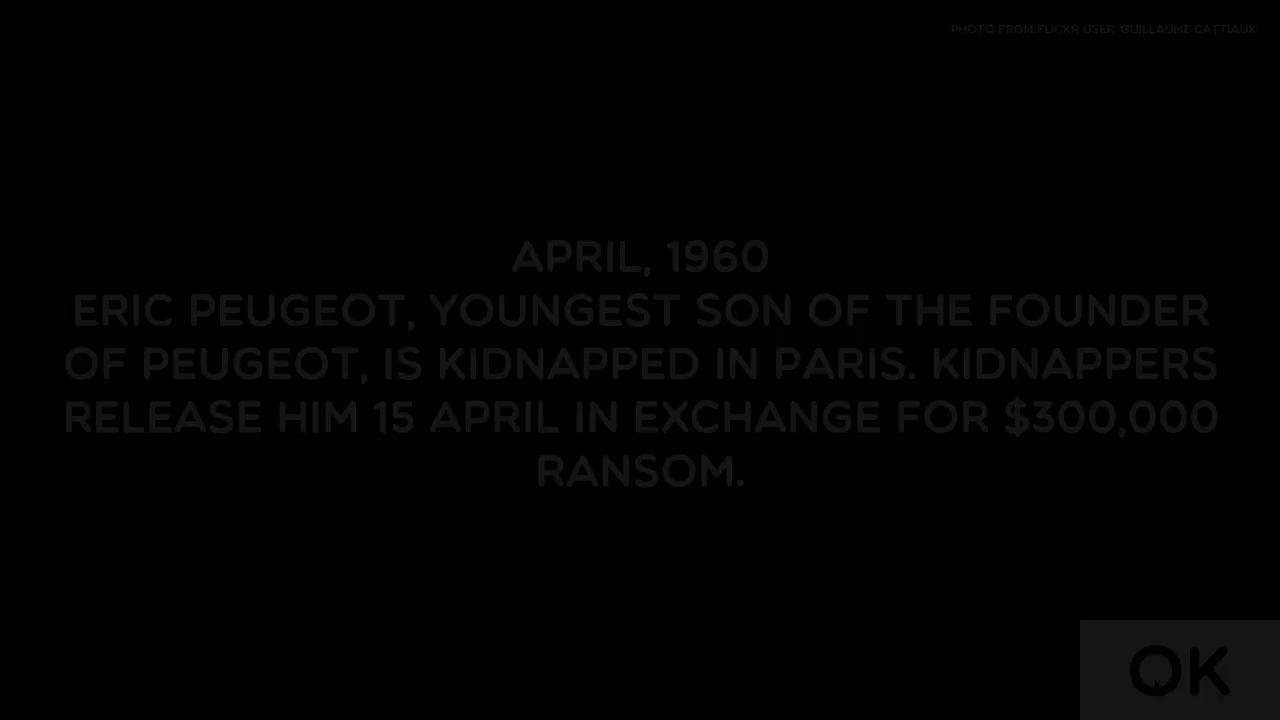 PHOTO FROM FLICKR USER 'GUILLAUME CATTIAUX'
APRIL, 1960
ERIC PEUGEOT, YOUNGEST SON OF THE FOUNDER
OF PEUGEOT, IS KIDNAPPED IN PARIS. KIDNAPPERS
RELEASE HIM 15 APRIL IN EXCHANGE FOR $300,000
RANSOM.
OK